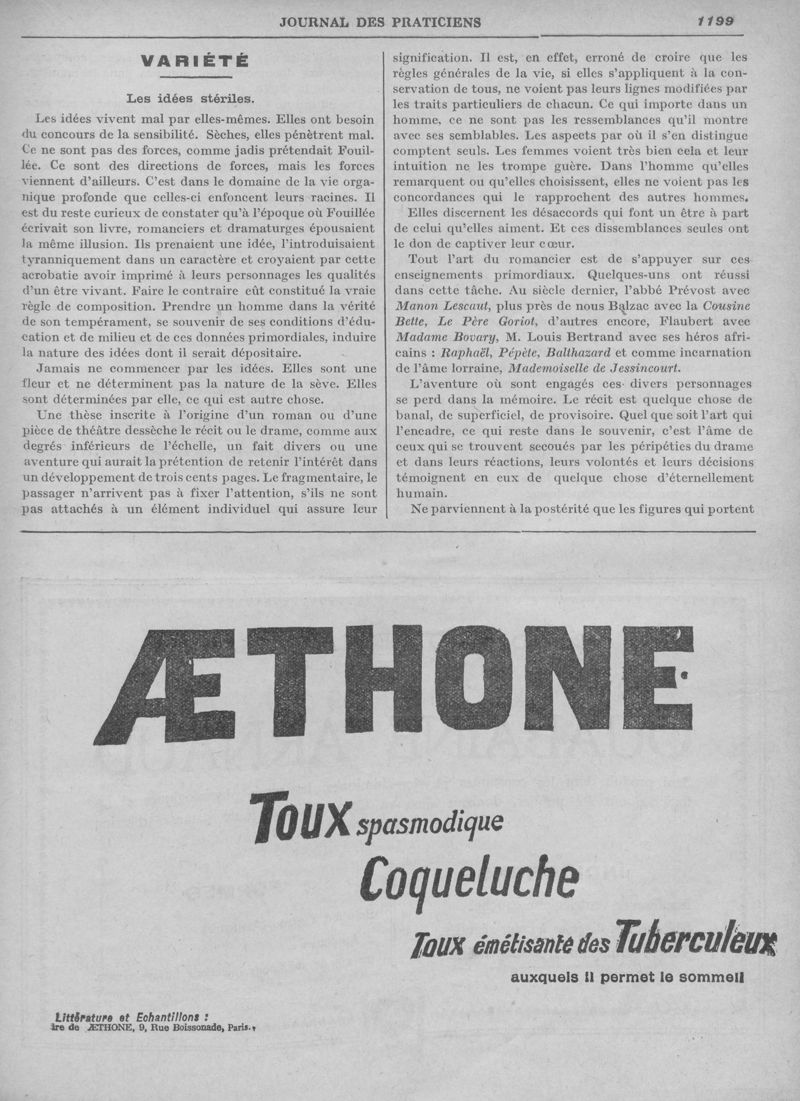 JOURNAL DES PRATICIENS 1199
VARIÉTÉ
Les idées stériles.
Les idées vivent mal par elles-mêmes. Elles ont besoin
du concours de la sensibilité. Sèches, elles pénètrent mal.
Ce ne sont pas des forces, comme jadis prétendait Fouil-
lée. Ce sont des directions de forces, mais les forces
viennent d'ailleurs. C'est dans le domaine de la vie orga-
nique profonde que celles-ci enfoncent leurs racines. Il
est du reste curieux de constater qu'à l'époque où Fouillée
écrivait son livre, romanciers et dramaturges épousaient
la même illusion. Ils prenaient une idée, l'introduisaient
tyranniquement dans un caractère et croyaient par cette
acrobatie avoir imprimé à leurs personnages les qualités
d'un être vivant. Faire le contraire eût constitué la vraie
règle de composition. Prendre un homme dans la vérité
de son tempérament, se souvenir de ses conditions d'édu-
cation et de milieu et de ces données primordiales, induire
la nature des idées dont il serait dépositaire.
Jamais ne commencer par les idées. Elles sont une
fleur et ne déterminent pas la nature de la sève. Elles
sont déterminées par elle, ce qui est autre chose.
Une thèse inscrite à l'origine d'un roman ou d'une
pièce de théâtre dessèche le récit ou le drame, comme aux
degrés inférieurs de l'échelle, un fait divers ou une
aventure qui aurait la prétention de retenir l'intérêt dans
un développement de trois cents pages. Le fragmentaire, le
passager n'arrivent pas à fixer l'attention, s'ils ne sont
pas attachés à un élément individuel qui assure leur
signification. Il est, en effet, erroné de croire que les
règles générales de la vie, si elles s'appliquent à la con-
servation de tous, ne voient pas leurs lignes modifiées par
les traits particuliers de chacun. Ce qui importe dans un
homme, ce ne sont pas les ressemblances qu'il montre
avec ses semblables. Les aspects par où il s'en distingue
comptent seuls. Les femmes voient très bien cela et leur
intuition ne les trompe guère. Dans l'homme qu'elles
remarquent ou qu'elles choisissent, elles ne voient pas les
concordances qui le rapprochent des autres hommes.
Elles discernent les désaccords qui font un être à part
de celui qu'elles aiment. Et ces dissemblances seules ont
le don de captiver leur cœur.
Tout l'art du romancier est de s'appuyer sur ces
enseignements primordiaux. Quelques-uns ont réussi
dans cette tâche. Au siècle dernier, l'abbé Prévost avec
Manon Lescaut, plus près de nous Balzac avec la Cousine
Bette, Le Père Goriot, d'autres encore, Flaubert avec
Madame Bovary, M. Louis Bertrand avec ses héros afri-
cains : Raphaël, Pépète, Balthazard et comme incarnation
de l'âme lorraine, Mademoiselle de Jessincourt.
L'aventure où sont engagés ces divers personnages
se perd dans la mémoire. Le récit est quelque chose de
banal, de superficiel, de provisoire. Quel que soit l'art qui
l'encadre, ce qui reste dans le souvenir, c'est l'âme de
ceux qui se trouvent secoués par les péripéties du drame
et dans leurs réactions, leurs volontés et leurs décisions
témoignent en eux de quelque chose d'éternellement
humain.
Ne parviennent à la postérité que les figures qui portent
ÆTHONE
Toux spasmodique
Coqueluche
Toux émétisante des Tuberculeux
auxquels il permet le sommeil
Littérature et Echantillons :
ire de ÆTHONE, 9, Rue Boissonade, Paris.